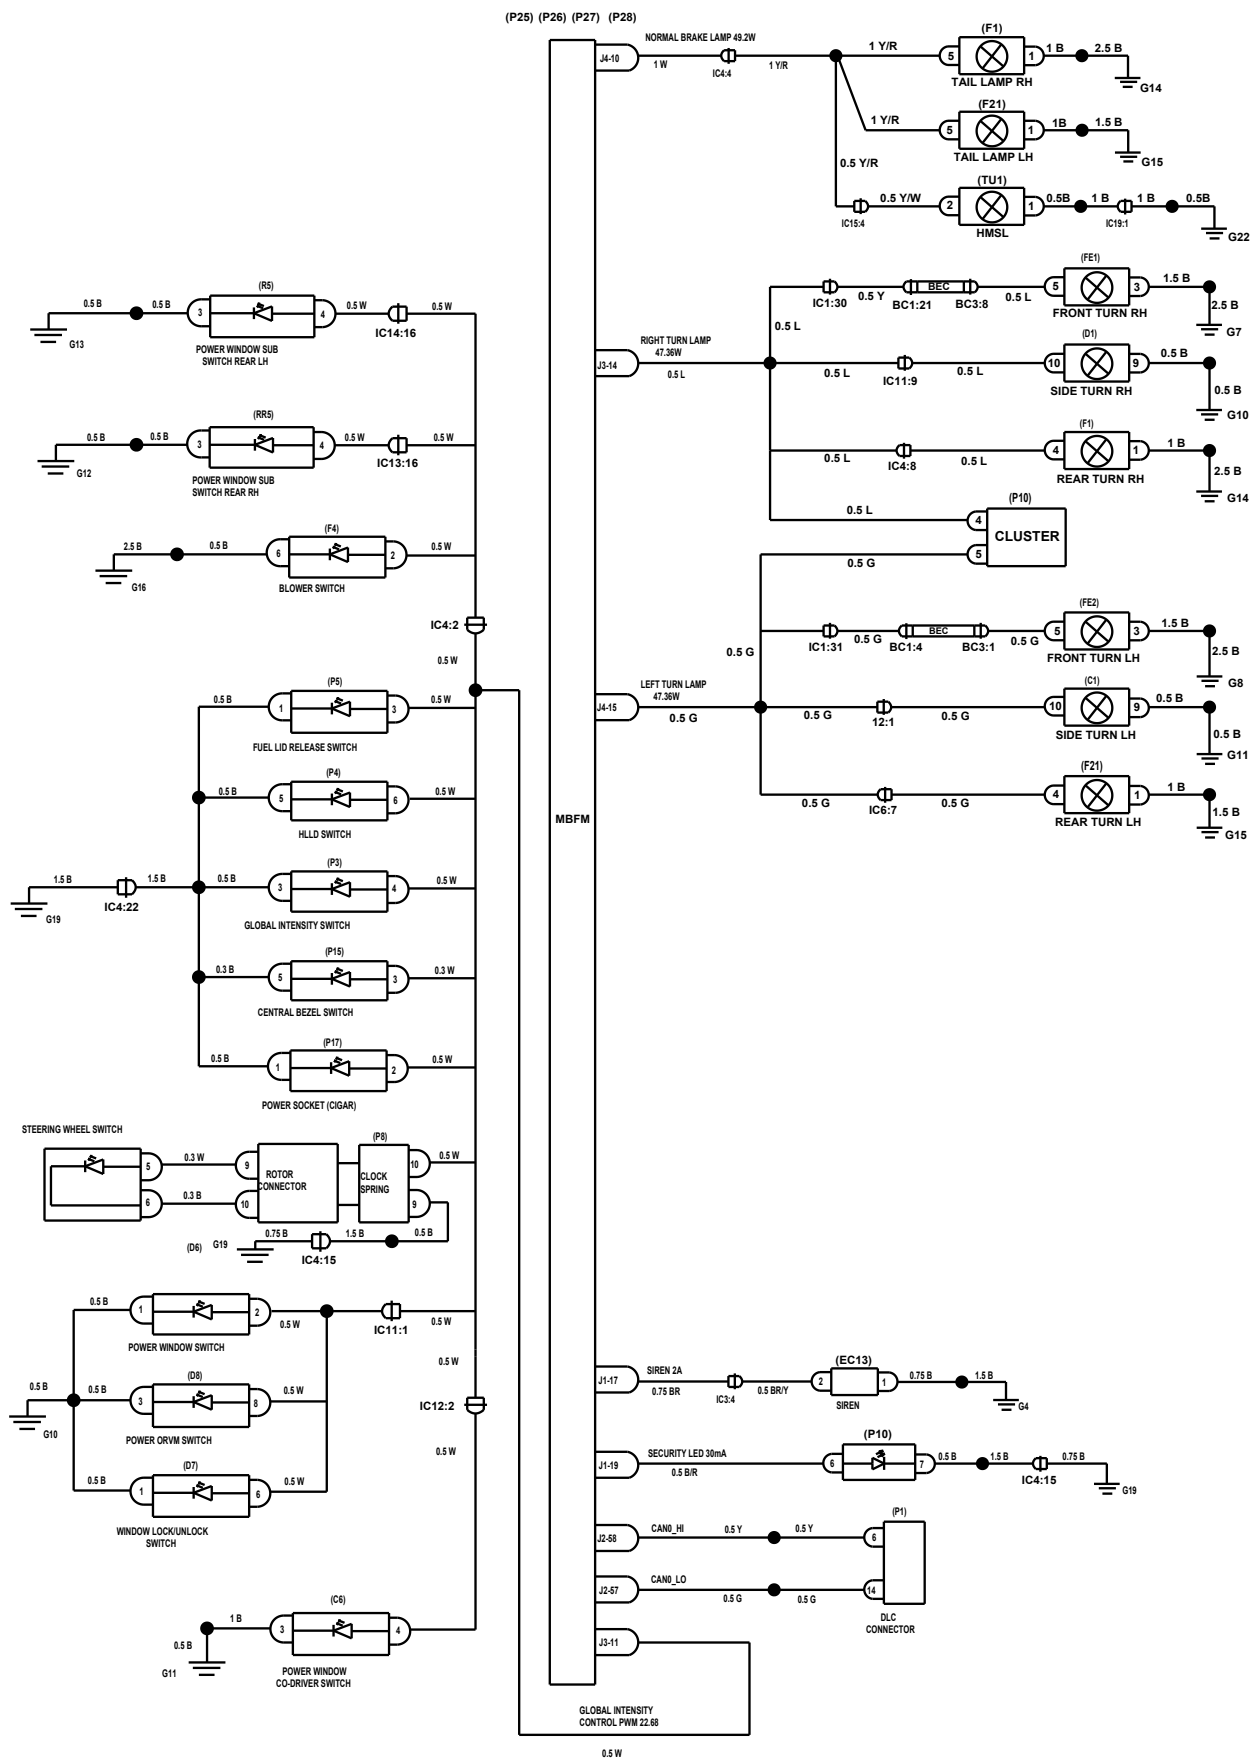 (P25) (P26) (P27) (P28)
MBFM
J4-10
NORMAL BRAKE LAMP 49.2W
1 W
IC4:4
1 Y/R
1 Y/R
(F1)
5
1
TAIL LAMP RH
1 B
2.5 B
G14
1 Y/R
(F21)
5
1
TAIL LAMP LH
1B
1.5 B
G15
0.5 Y/R
IC15:4
0.5 Y/W
(TU1)
2
1
HMSL
0.5B
1 B
IC19:1
1 B
0.5B
G22
J3-14
RIGHT TURN LAMP
47.36W
0.5 L
0.5 L
IC1:30
0.5 Y
BEC
BC1:21
BC3:8
0.5 L
(FE1)
5
3
FRONT TURN RH
1.5 B
2.5 B
G7
0.5 L
IC11:9
0.5 L
(D1)
10
9
SIDE TURN RH
0.5 B
0.5 B
G10
0.5 L
IC4:8
0.5 L
(F1)
4
1
REAR TURN RH
1 B
2.5 B
G14
0.5 L
(P10)
4
5
CLUSTER
0.5 G
J4-15
LEFT TURN LAMP
47.36W
0.5 G
0.5 G
IC1:31
0.5 G
BEC
BC1:4
BC3:1
0.5 G
(FE2)
5
3
FRONT TURN LH
1.5 B
2.5 B
G8
0.5 G
12:1
0.5 G
(C1)
10
9
SIDE TURN LH
0.5 B
0.5 B
G11
0.5 G
IC6:7
0.5 G
(F21)
4
1
REAR TURN LH
1 B
1.5 B
G15
J1-17
SIREN 2A
0.75 BR
IC3:4
0.5 BR/Y
(EC13)
2
1
SIREN
0.75 B
1.5 B
G4
J1-19
SECURITY LED 30mA
0.5 B/R
(P10)
6
7
0.5 B
1.5 B
IC4:15
0.75 B
G19
J2-58
CAN0_HI
0.5 Y
0.5 Y
(P1)
6
J2-57
CAN0_LO
0.5 G
0.5 G
14
DLC
CONNECTOR
J3-11
GLOBAL INTENSITY
CONTROL PWM 22.68
0.5 W
0.5 B
G13
0.5 B
(R5)
3
4
POWER WINDOW SUB
SWITCH REAR LH
0.5 W
IC14:16
0.5 W
0.5 B
G12
0.5 B
(RR5)
3
4
POWER WINDOW SUB
SWITCH REAR RH
0.5 W
IC13:16
0.5 W
2.5 B
G16
0.5 B
(F4)
6
2
BLOWER SWITCH
0.5 W
IC4:2
0.5 W
0.5 B
(P5)
1
3
FUEL LID RELEASE SWITCH
0.5 W
0.5 B
(P4)
5
6
HLLD SWITCH
0.5 W
1.5 B
G19
IC4:22
1.5 B
0.5 B
(P3)
3
4
GLOBAL INTENSITY SWITCH
0.5 W
0.3 B
(P15)
5
3
CENTRAL BEZEL SWITCH
0.3 W
0.5 B
(P17)
1
2
POWER SOCKET (CIGAR)
0.5 W
STEERING WHEEL SWITCH
5
6
0.3 W
0.3 B
9
10
ROTOR
CONNECTOR
(P8)
CLOCK
SPRING
10
9
0.5 W
(D6)
G19
0.75 B
IC4:15
1.5 B
0.5 B
0.5 B
1
2
POWER WINDOW SWITCH
0.5 W
IC11:1
0.5 W
0.5 W
0.5 B
G10
0.5 B
(D8)
3
8
POWER ORVM SWITCH
0.5 W
IC12:2
0.5 W
0.5 B
(D7)
1
6
WINDOW LOCK/UNLOCK
SWITCH
0.5 W
1 B
0.5 B
G11
(C6)
3
4
POWER WINDOW
CO-DRIVER SWITCH